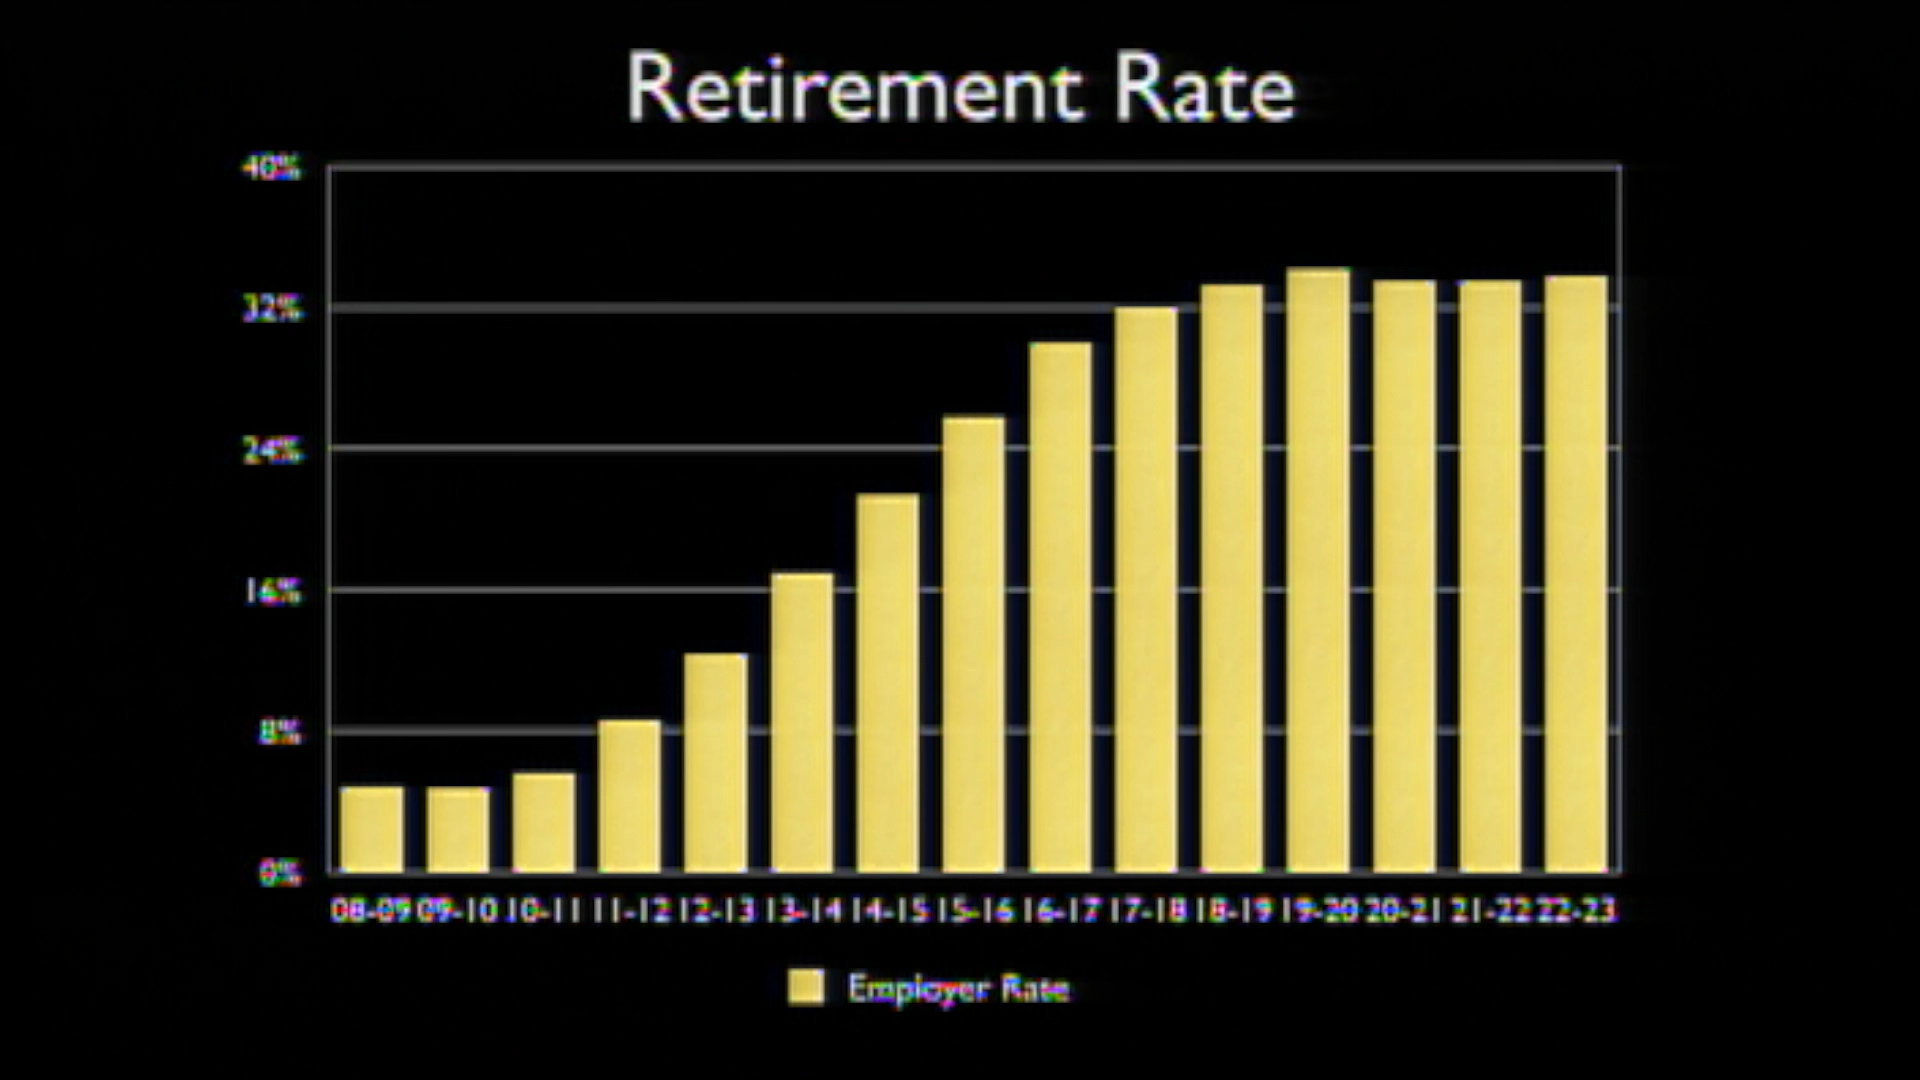 Retirement Rate
40%
32%
24%
16%
8%
0%
08-09 09-10 10-11 11-12 12-13 13-14 14-15 15-16 16-17 17-18 18-19 19-20 20-21 21-22 22-23
Employer Rate